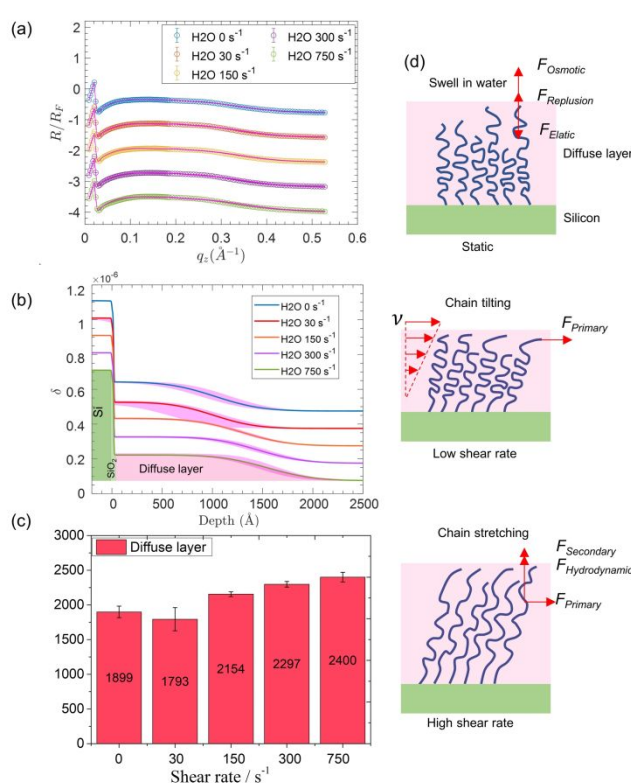 (a)
H2O 0 s⁻¹
H2O 30 s⁻¹
H2O 150 s⁻¹
H2O 300 s⁻¹
H2O 750 s⁻¹
2
1
0
-1
-2
-3
-4
R/R_F
0 0.1 0.2 0.3 0.4 0.5 0.6
q_z(Å⁻¹)
(b)
×10⁻⁶
H2O 0 s⁻¹
H2O 30 s⁻¹
H2O 150 s⁻¹
H2O 300 s⁻¹
H2O 750 s⁻¹
1.2
1
0.8
0.6
0.4
0.2
0
δ
Si
SiO₂
Diffuse layer
0 500 1000 1500 2000 2500
Depth (Å)
(c)
Diffuse layer
3000
2500
2000
1500
1000
500
0
1899
1793
2154
2297
2400
0 30 150 300 750
Shear rate / s⁻¹
(d)
F_Osmotic
Swell in water
F_Replusion
F_Elatic
Diffuse layer
Silicon
Static
Chain tilting
ν
F_Primary
Low shear rate
Chain stretching
F_Secondary
F_Hydrodynamic
F_Primary
High shear rate